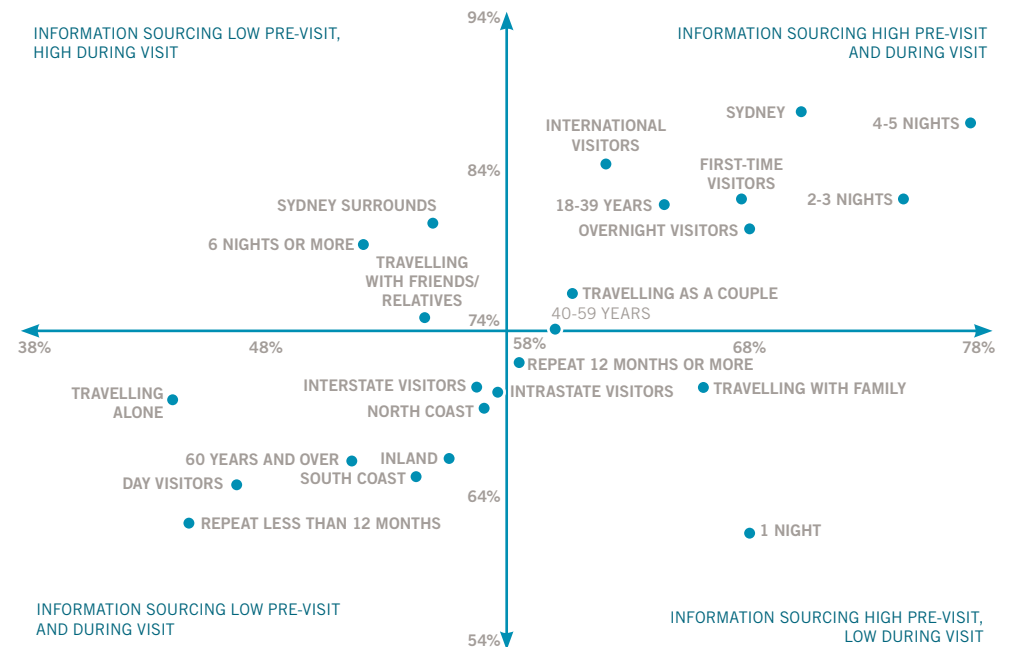 94%
INFORMATION SOURCING LOW PRE-VISIT,
HIGH DURING VISIT
INFORMATION SOURCING HIGH PRE-VISIT
AND DURING VISIT
SYDNEY
4-5 NIGHTS
INTERNATIONAL
VISITORS
84%
FIRST-TIME
VISITORS
SYDNEY SURROUNDS
18-39 YEARS
2-3 NIGHTS
OVERNIGHT VISITORS
6 NIGHTS OR MORE
TRAVELLING
WITH FRIENDS/
RELATIVES
TRAVELLING AS A COUPLE
40-59 YEARS
74%
38%
48%
58%
68%
78%
REPEAT 12 MONTHS OR MORE
INTERSTATE VISITORS
INTRASTATE VISITORS
TRAVELLING WITH FAMILY
TRAVELLING
ALONE
NORTH COAST
60 YEARS AND OVER
INLAND
SOUTH COAST
DAY VISITORS
64%
REPEAT LESS THAN 12 MONTHS
1 NIGHT
INFORMATION SOURCING LOW PRE-VISIT
AND DURING VISIT
INFORMATION SOURCING HIGH PRE-VISIT,
LOW DURING VISIT
54%